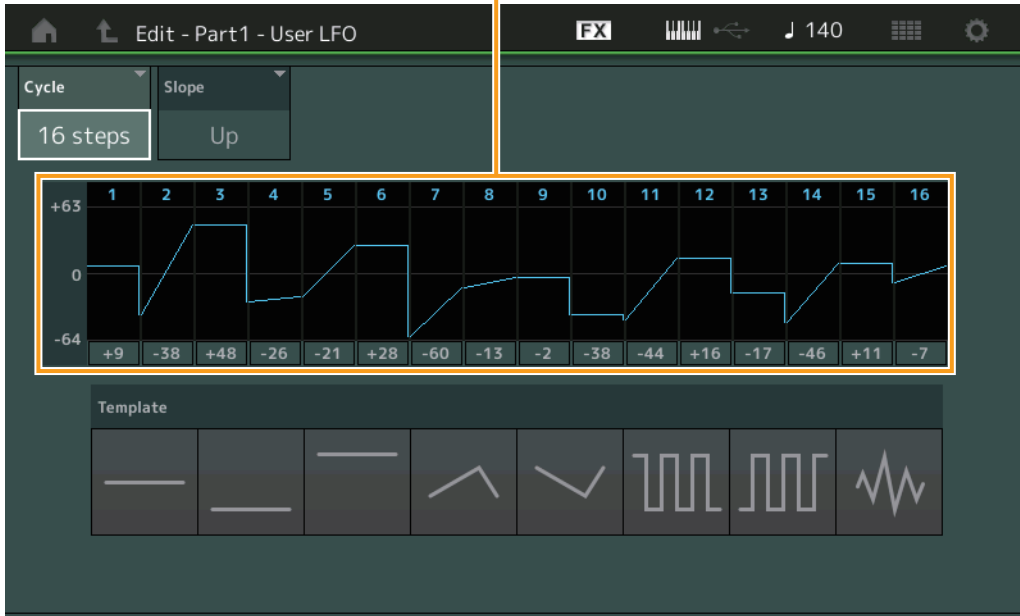 Edit - Part1 - User LFO FX 140
Cycle Slope
16 steps Up
1 2 3 4 5 6 7 8 9 10 11 12 13 14 15 16
+63
0
-64
+9 -38 +48 -26 -21 +28 -60 -13 -2 -38 -44 +16 -17 -46 +11 -7
Template